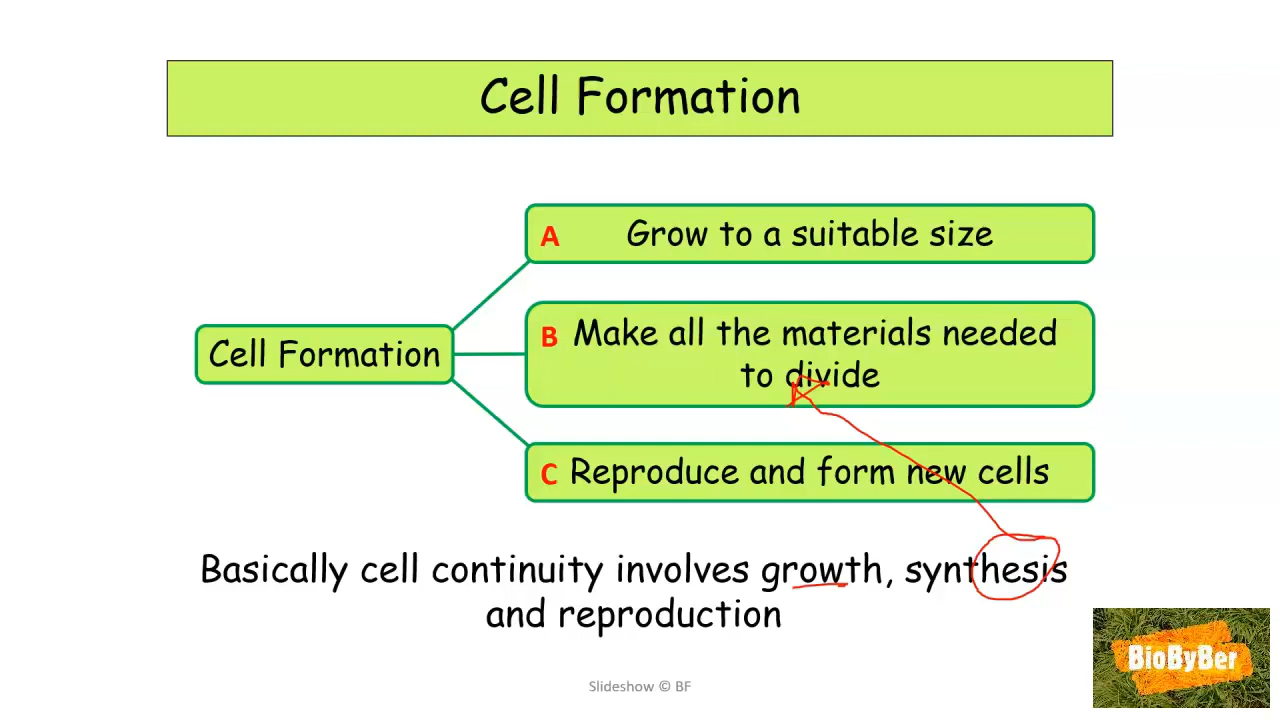 Cell Formation
A Grow to a suitable size
Cell Formation
B Make all the materials needed
to divide
C Reproduce and form new cells
Basically cell continuity involves growth, synthesis
and reproduction
BioByBer
Slideshow © BF